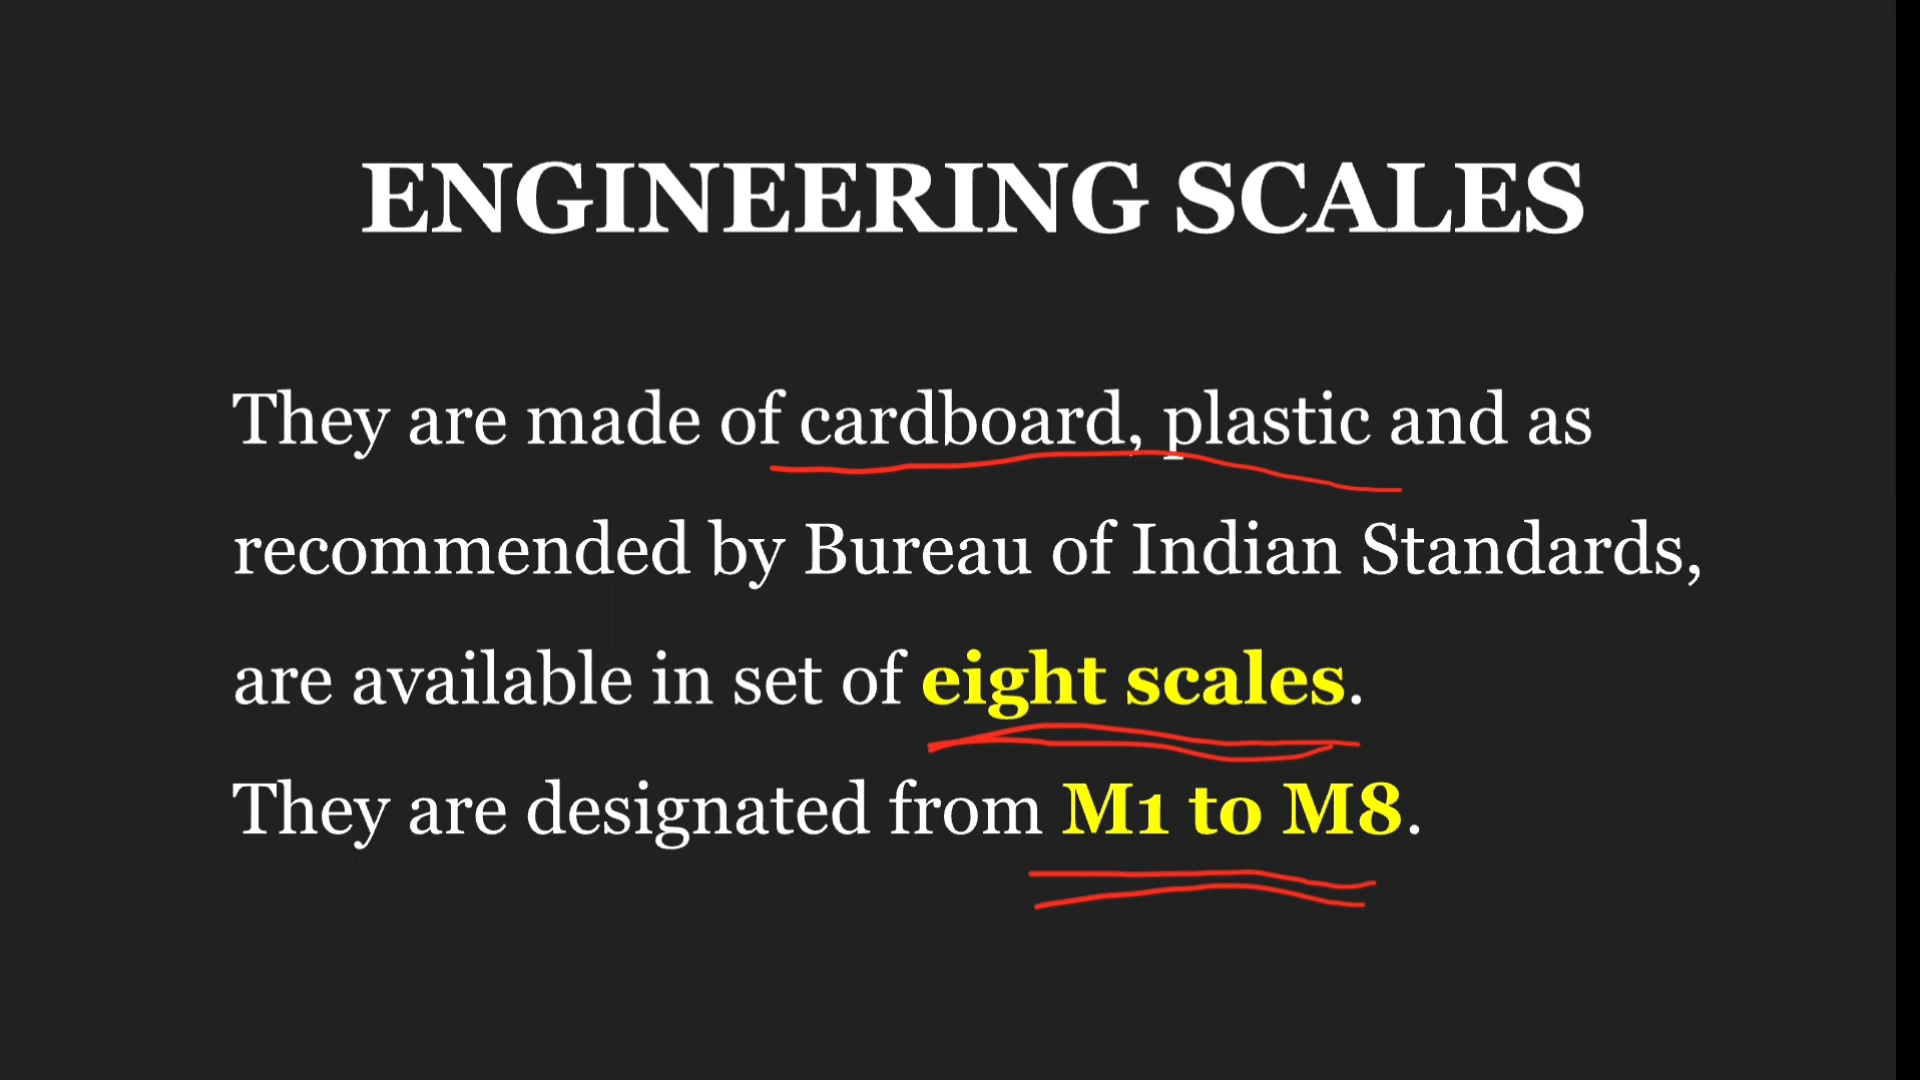 ENGINEERING SCALES
They are made of cardboard, plastic and as
recommended by Bureau of Indian Standards,
are available in set of eight scales.
They are designated from M1 to M8.